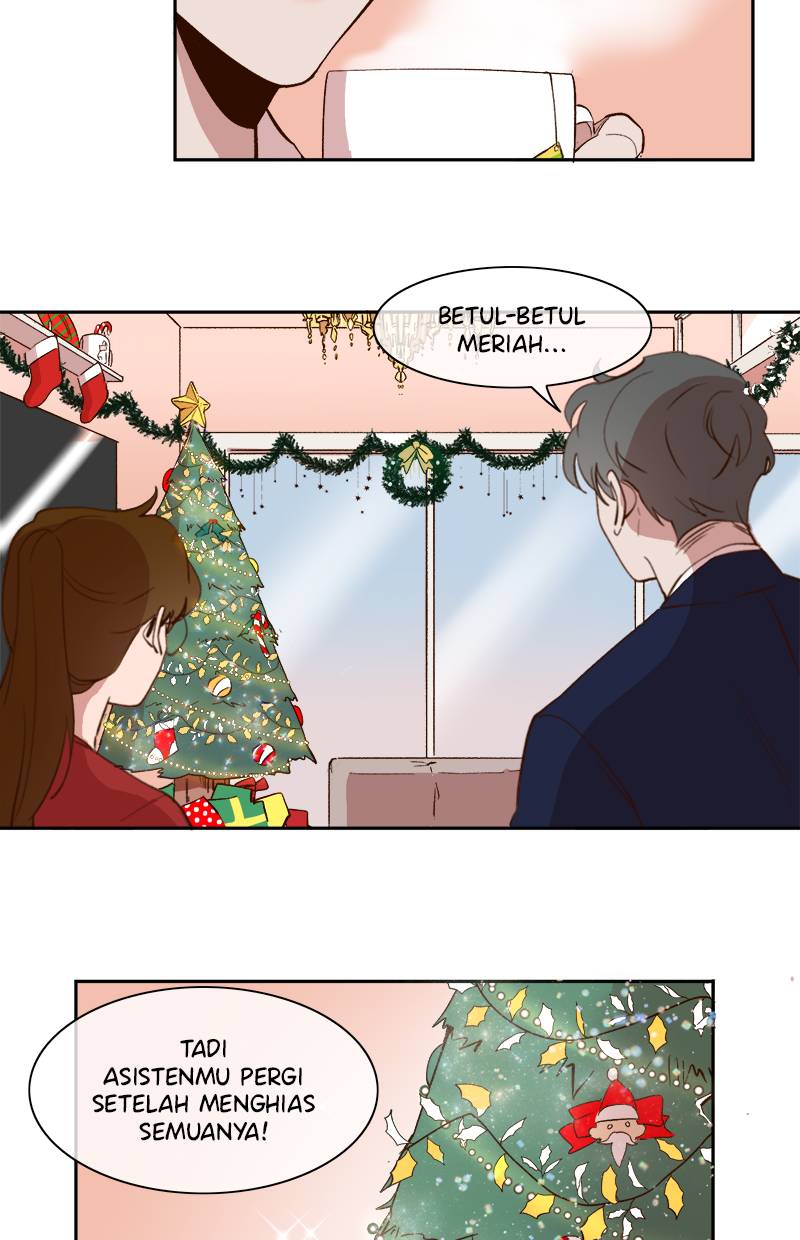 BETUL-BETUL
MERIAH...
TADI
ASISTENMU PERGI
SETELAH MENGHIAS
SEMUANYA!